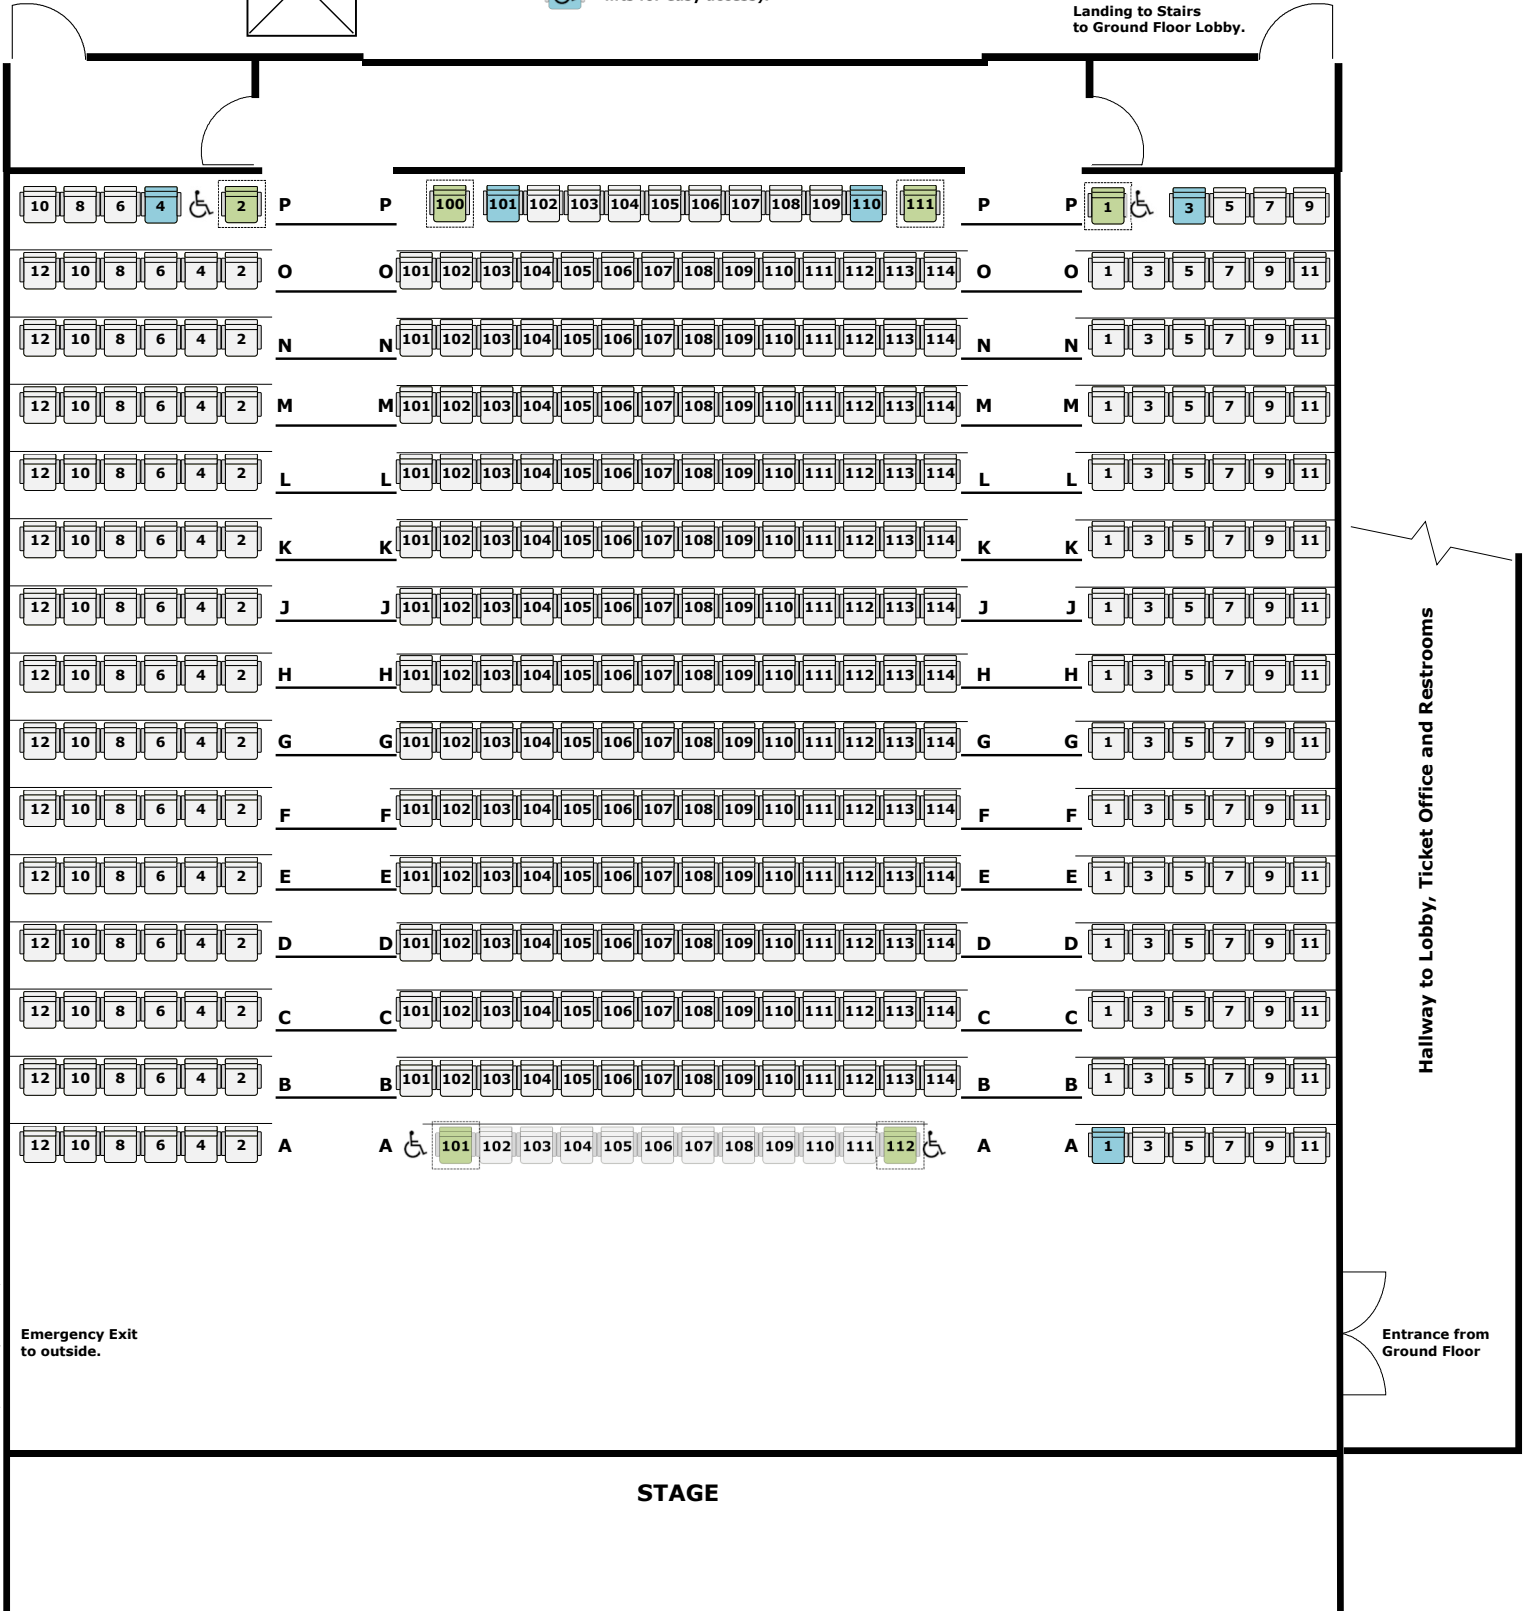 Landing to Stairs
to Ground Floor Lobby.
10 8 6 4 2 P P 100 101 102 103 104 105 106 107 108 109 110 111 P P 1 3 5 7 9
12 10 8 6 4 2 O O 101 102 103 104 105 106 107 108 109 110 111 112 113 114 O O 1 3 5 7 9 11
12 10 8 6 4 2 N N 101 102 103 104 105 106 107 108 109 110 111 112 113 114 N N 1 3 5 7 9 11
12 10 8 6 4 2 M M 101 102 103 104 105 106 107 108 109 110 111 112 113 114 M M 1 3 5 7 9 11
12 10 8 6 4 2 L L 101 102 103 104 105 106 107 108 109 110 111 112 113 114 L L 1 3 5 7 9 11
12 10 8 6 4 2 K K 101 102 103 104 105 106 107 108 109 110 111 112 113 114 K K 1 3 5 7 9 11
12 10 8 6 4 2 J J 101 102 103 104 105 106 107 108 109 110 111 112 113 114 J J 1 3 5 7 9 11
12 10 8 6 4 2 H H 101 102 103 104 105 106 107 108 109 110 111 112 113 114 H H 1 3 5 7 9 11
12 10 8 6 4 2 G G 101 102 103 104 105 106 107 108 109 110 111 112 113 114 G G 1 3 5 7 9 11
12 10 8 6 4 2 F F 101 102 103 104 105 106 107 108 109 110 111 112 113 114 F F 1 3 5 7 9 11
12 10 8 6 4 2 E E 101 102 103 104 105 106 107 108 109 110 111 112 113 114 E E 1 3 5 7 9 11
12 10 8 6 4 2 D D 101 102 103 104 105 106 107 108 109 110 111 112 113 114 D D 1 3 5 7 9 11
12 10 8 6 4 2 C C 101 102 103 104 105 106 107 108 109 110 111 112 113 114 C C 1 3 5 7 9 11
12 10 8 6 4 2 B B 101 102 103 104 105 106 107 108 109 110 111 112 113 114 B B 1 3 5 7 9 11
12 10 8 6 4 2 A A 101 102 103 104 105 106 107 108 109 110 111 112 A A 1 3 5 7 9 11
Hallway to Lobby, Ticket Office and Restrooms
Emergency Exit
to outside.
Entrance from
Ground Floor
STAGE